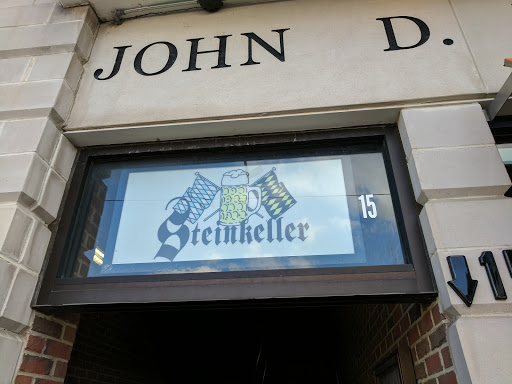 JOHN D.
Steinkeller
15